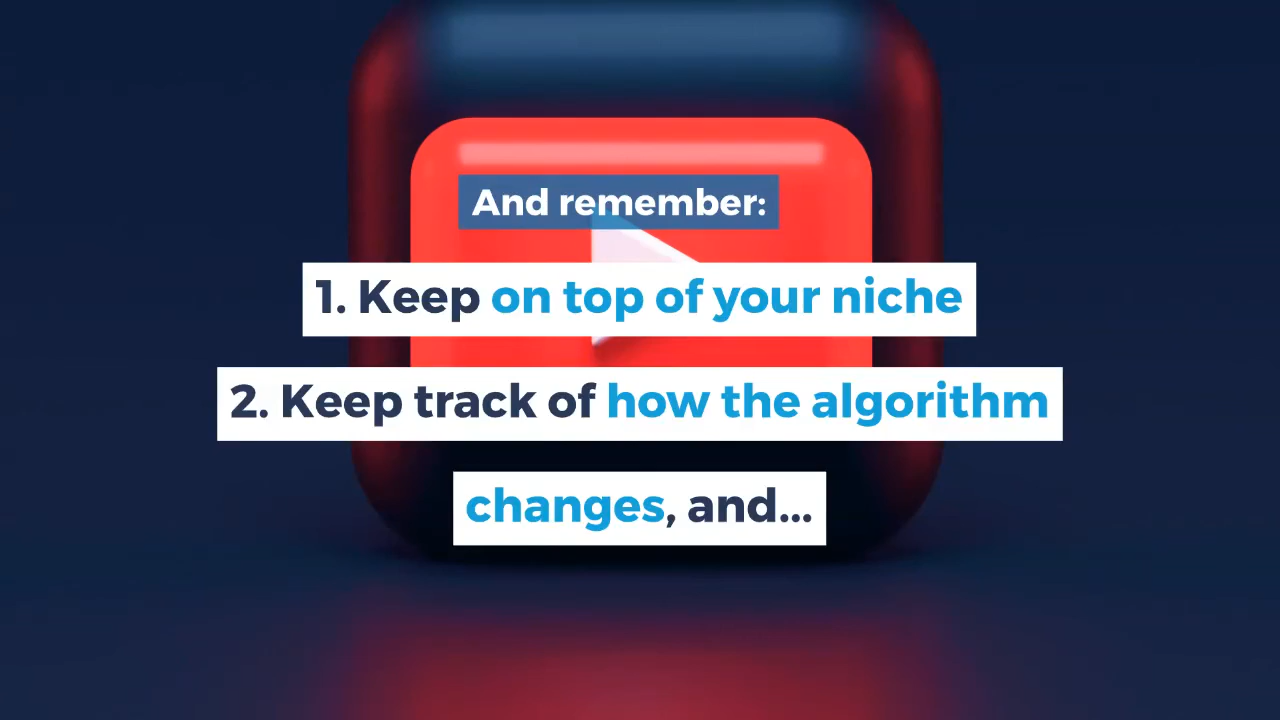 And remember:
1. Keep on top of your niche
2. Keep track of how the algorithm
changes, and...